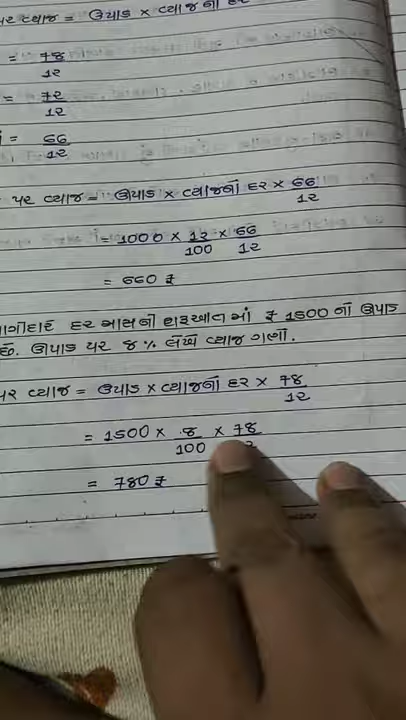 પર વ્યાજ = ઉપાડ × વ્યાજનો દર
= 78
12
= 72
12
= 66
12
પર વ્યાજ = ઉપાડ × વ્યાજનો દર × 66
12
= 1000 × 12 × 66
100 12
= 660 ₹
દર માસની શરૂઆત માં ₹ 1500 નો ઉપાડ
છે. ઉપાડ પર 8% લેખે વ્યાજ ગણો.
પર વ્યાજ = ઉપાડ × વ્યાજનો દર × 78
12
= 1500 × 8 × 78
100
= 780 ₹